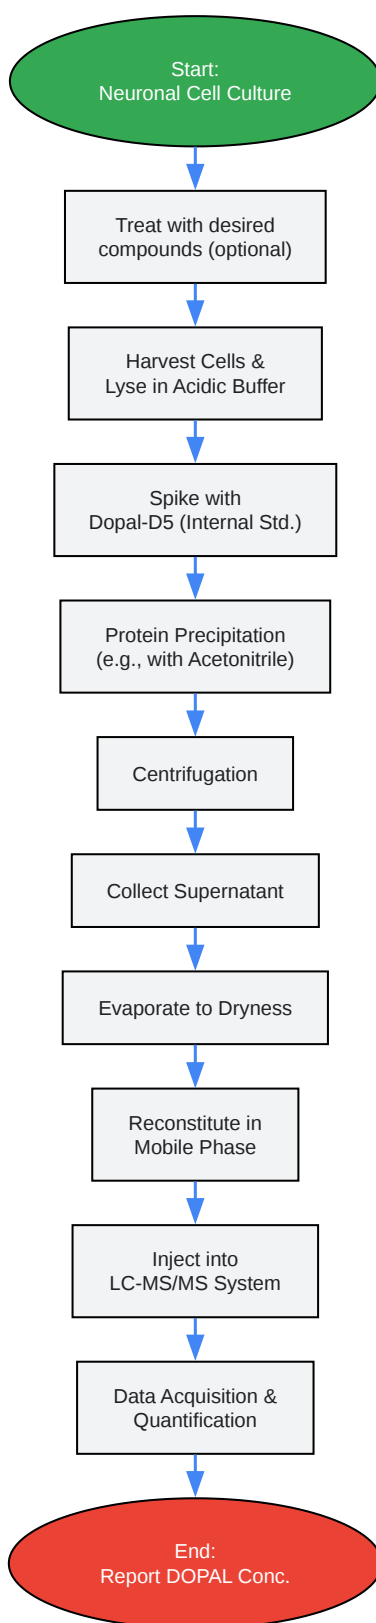 Start:
Neuronal Cell Culture
Treat with desired
compounds (optional)
Harvest Cells &
Lyse in Acidic Buffer
Spike with
Dopal-D5 (Internal Std.)
Protein Precipitation
(e.g., with Acetonitrile)
Centrifugation
Collect Supernatant
Evaporate to Dryness
Reconstitute in
Mobile Phase
Inject into
LC-MS/MS System
Data Acquisition &
Quantification
End:
Report DOPAL Conc.